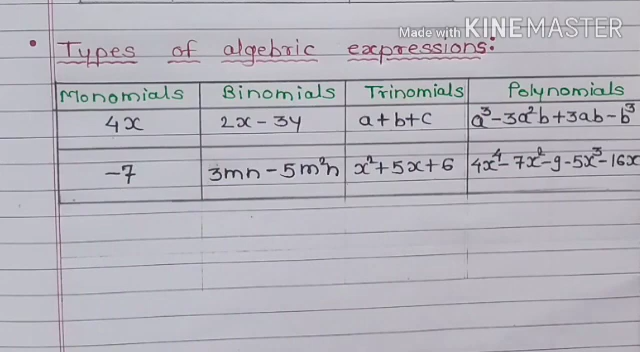 Made with KINEMASTER
• Types of algebric expressions:
Monomials Binomials Trinomials Polynomials
4x 2x - 3y a+b+c a³-3a²b+3ab-b³
-7 3mn - 5m²n x²+5x+6 4x⁴-7x²-9-5x³-16x